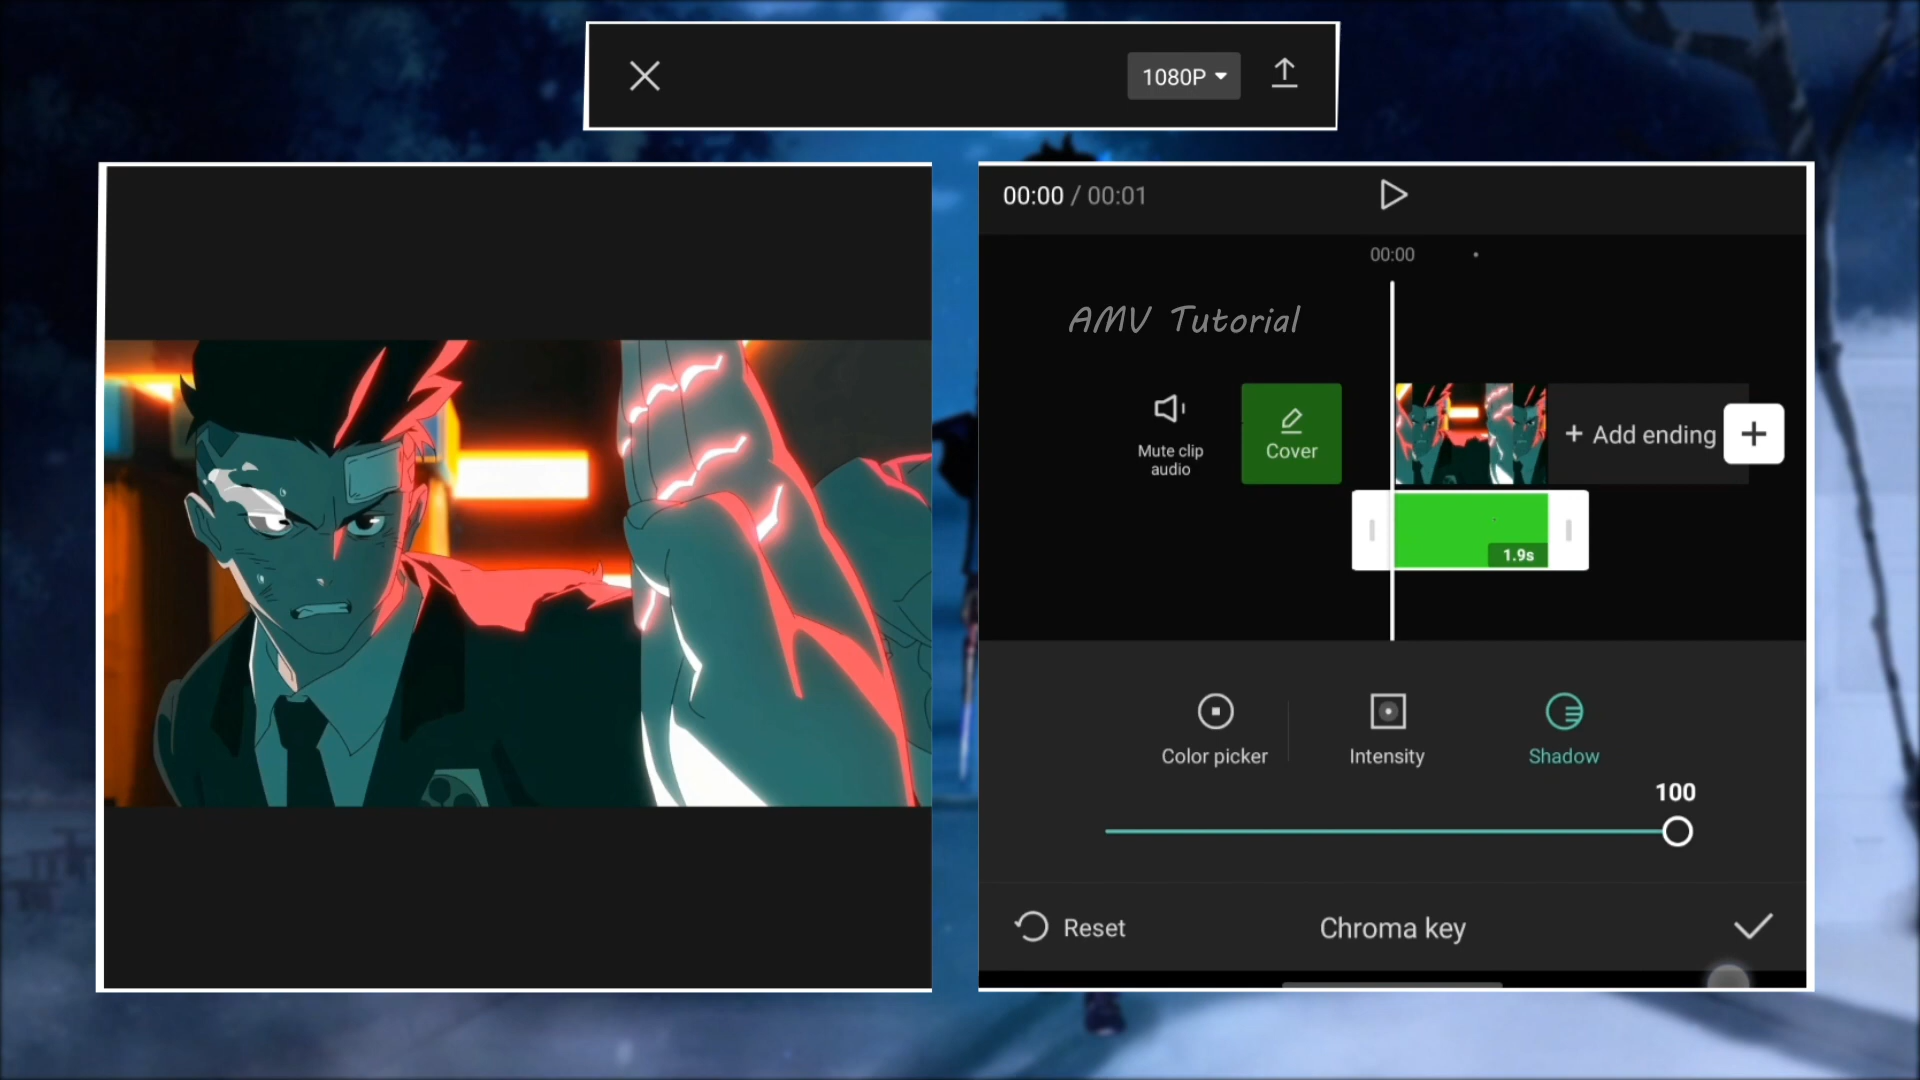 1080P
00:00 / 00:01
00:00
AMV Tutorial
Mute clip
audio
Cover
+ Add ending
+
1.9s
Color picker
Intensity
Shadow
100
Reset
Chroma key